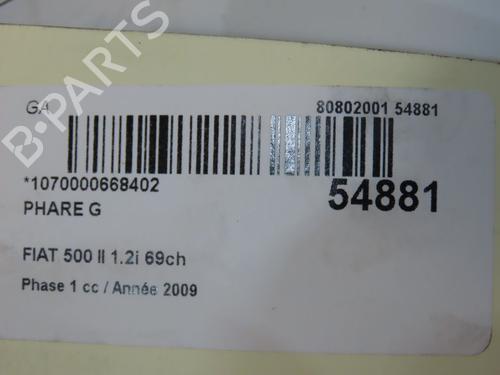 GA
80802001 54881
*1070000668402
54881
PHARE G
FIAT 500 II 1.2i 69ch
Phase 1 cc / Année 2009
B-PARTS